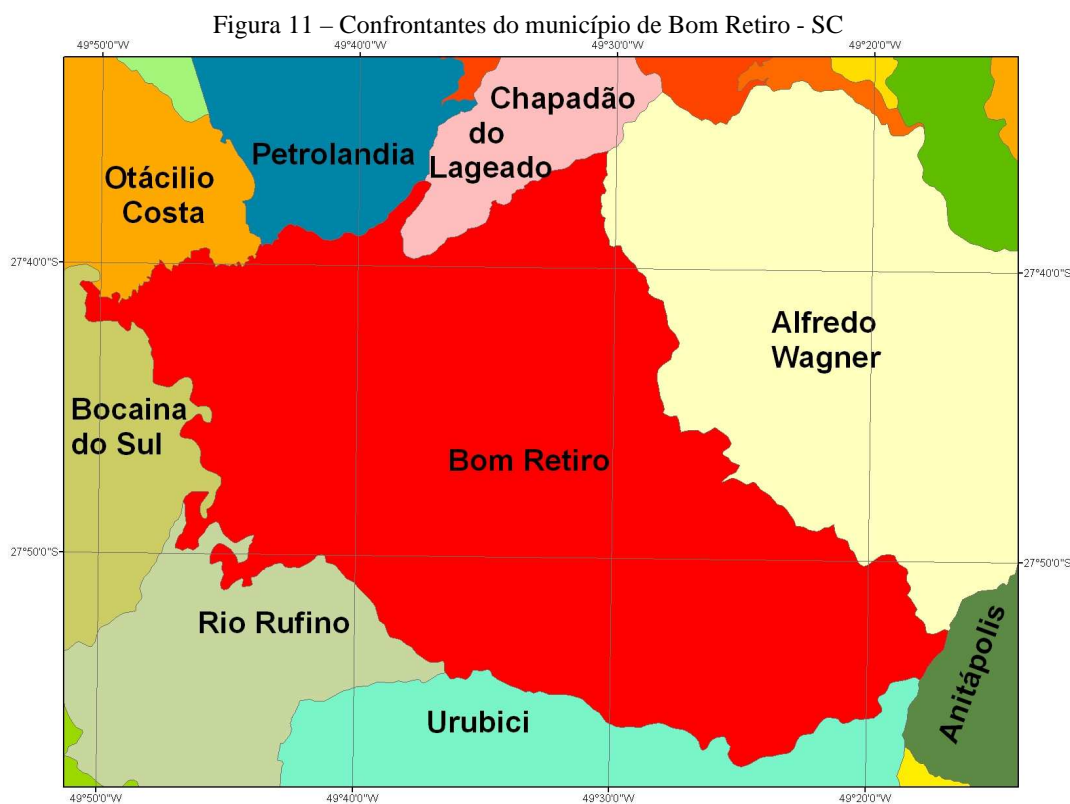 Figura 11 – Confrontantes do município de Bom Retiro - SC
49°50'0"W 49°40'0"W 49°30'0"W 49°20'0"W
Chapadão
do
Lageado
Petrolandia
Otácilio
Costa
27°40'0"S
27°40'0"S
Alfredo
Wagner
Bocaina
do Sul
Bom Retiro
27°50'0"S
27°50'0"S
Rio Rufino
Anitápolis
Urubici
49°50'0"W 49°40'0"W 49°30'0"W 49°20'0"W